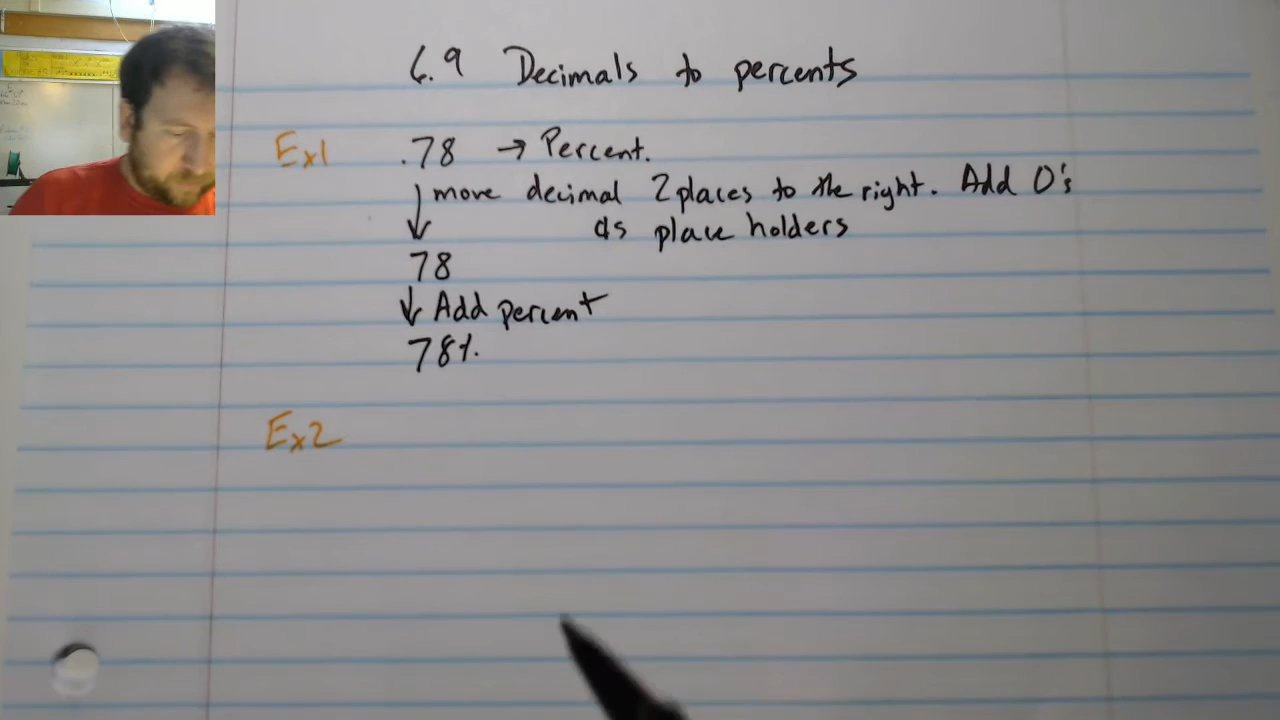 6.9 Decimals to percents
Ex1 .78 → Percent.
move decimal 2 places to the right. Add 0's
as place holders
78
Add percent
78%
Ex2